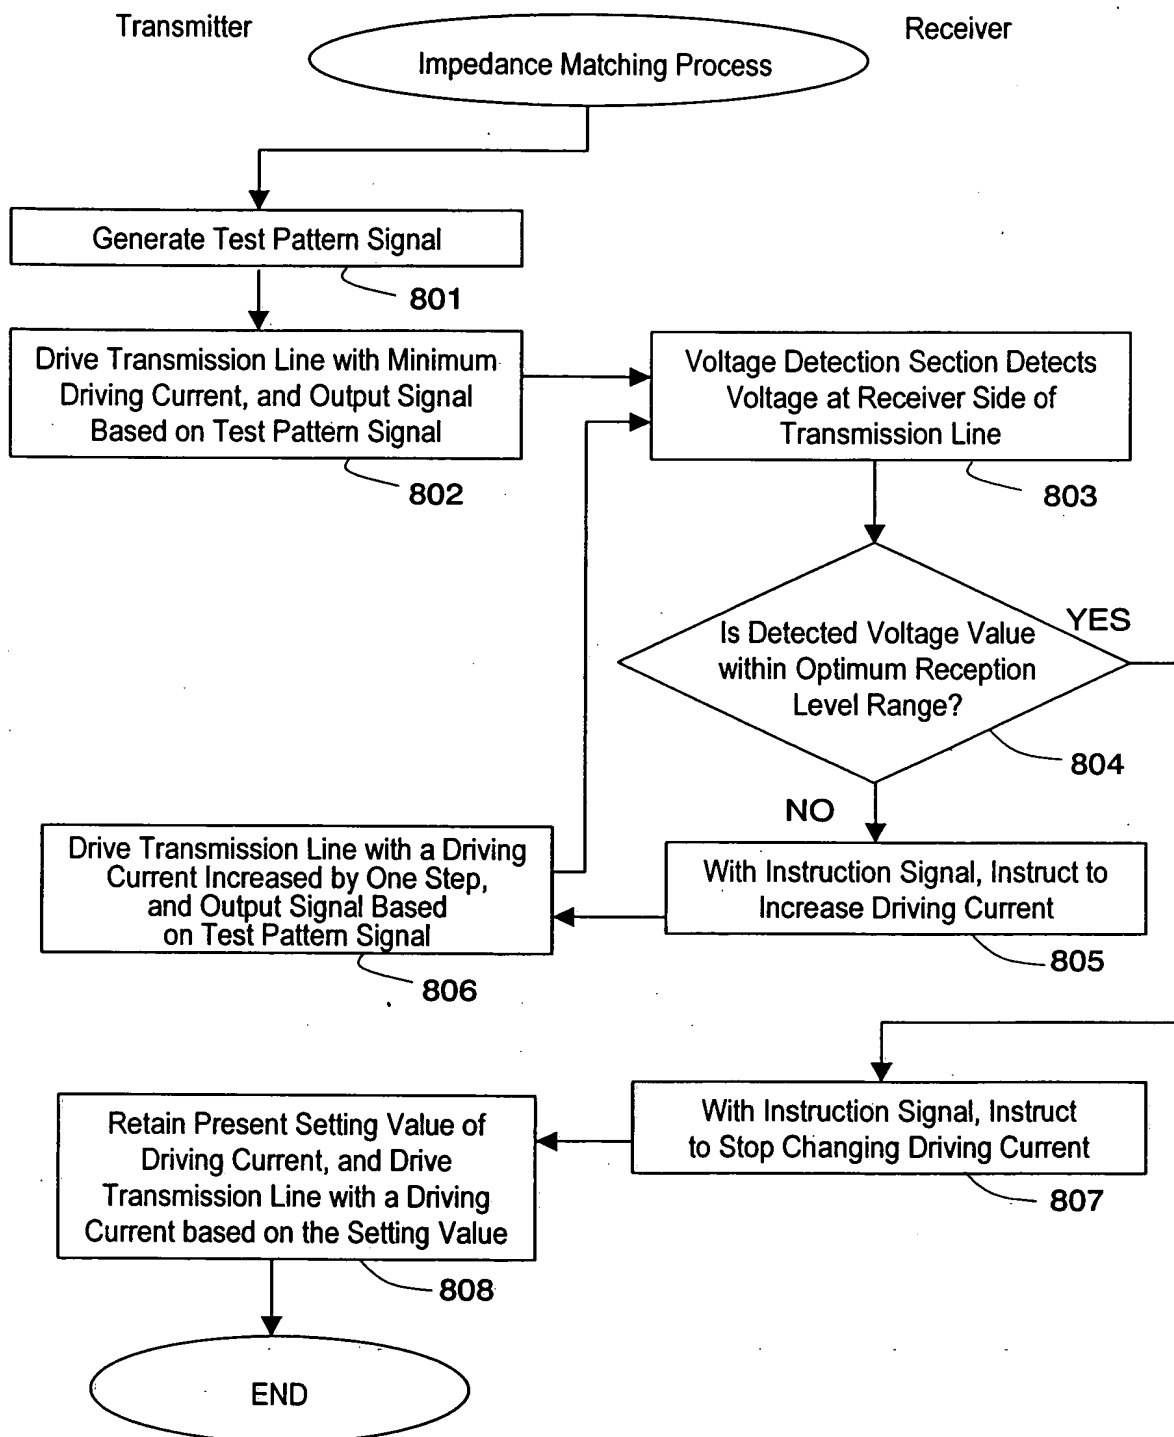 Transmitter
Receiver
Impedance Matching Process
Generate Test Pattern Signal
801
Drive Transmission Line with Minimum
Driving Current, and Output Signal
Based on Test Pattern Signal
802
Voltage Detection Section Detects
Voltage at Receiver Side of
Transmission Line
803
Is Detected Voltage Value
within Optimum Reception
Level Range?
YES
804
NO
With Instruction Signal, Instruct to
Increase Driving Current
805
Drive Transmission Line with a Driving
Current Increased by One Step,
and Output Signal Based
on Test Pattern Signal
806
With Instruction Signal, Instruct
to Stop Changing Driving Current
807
Retain Present Setting Value of
Driving Current, and Drive
Transmission Line with a Driving
Current based on the Setting Value
808
END